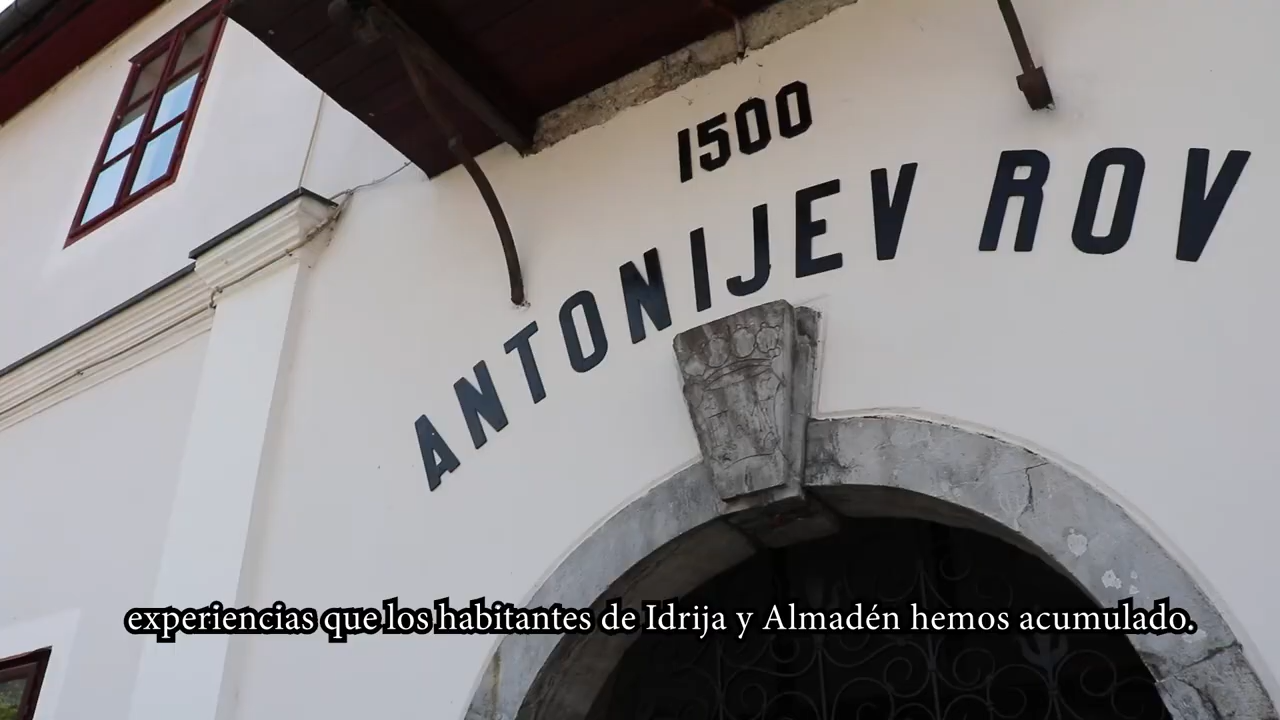 1500
ANTONIJEV ROV
experiencias que los habitantes de Idrija y Almadén hemos acumulado.